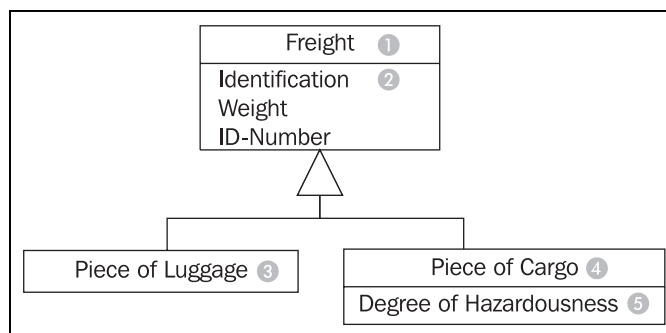 Freight 1
Identification 2
Weight
ID-Number
Piece of Luggage 3
Piece of Cargo 4
Degree of Hazardousness 5